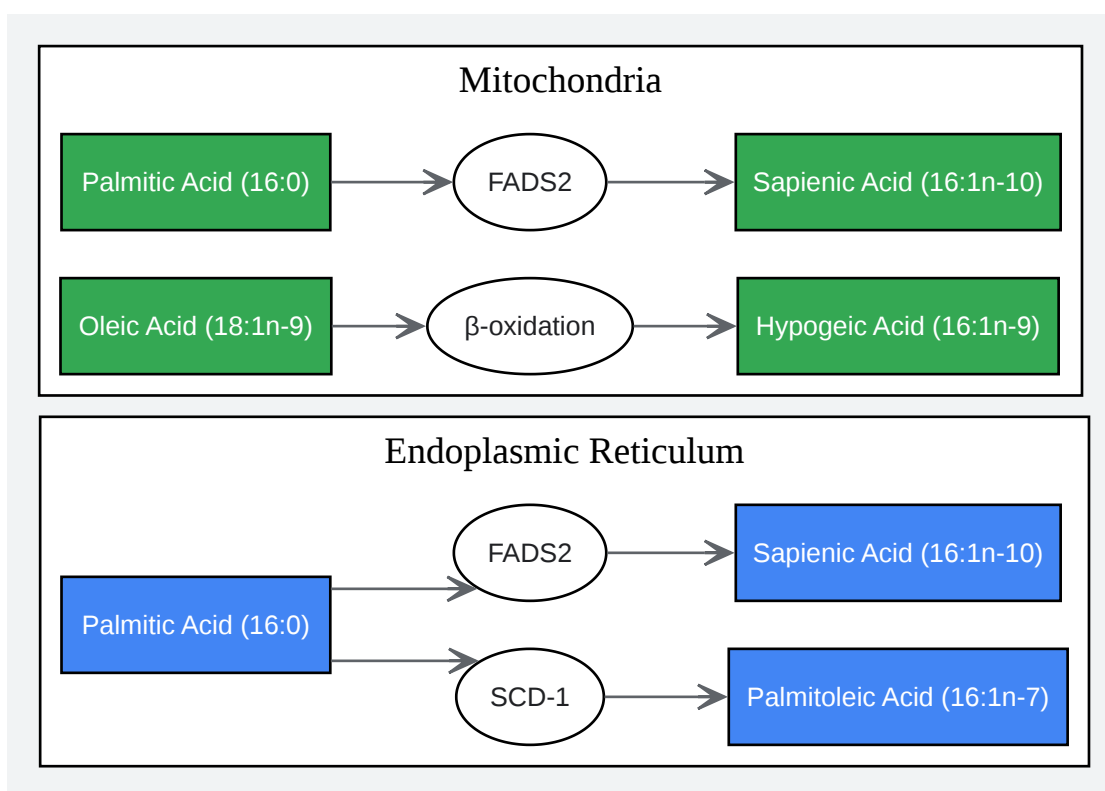 Mitochondria
Palmitic Acid (16:0)
FADS2
Sapienic Acid (16:1n-10)
Oleic Acid (18:1n-9)
β-oxidation
Hypogeic Acid (16:1n-9)
Endoplasmic Reticulum
FADS2
Sapienic Acid (16:1n-10)
Palmitic Acid (16:0)
SCD-1
Palmitoleic Acid (16:1n-7)